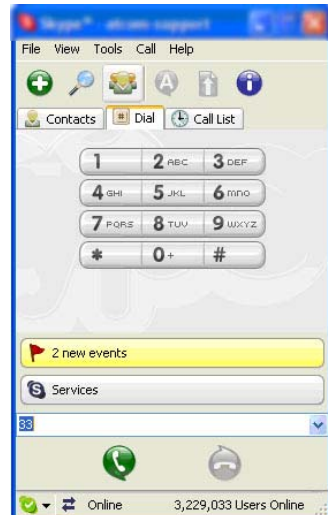 Skype™ - atcom-support
File View Tools Call Help
Contacts Dial Call List
1 2 ABC 3 DEF
4 GHI 5 JKL 6 mno
7 PQRS 8 TUV 9 WXYZ
* 0 + #
2 new events
Services
33
Online 3,229,033 Users Online